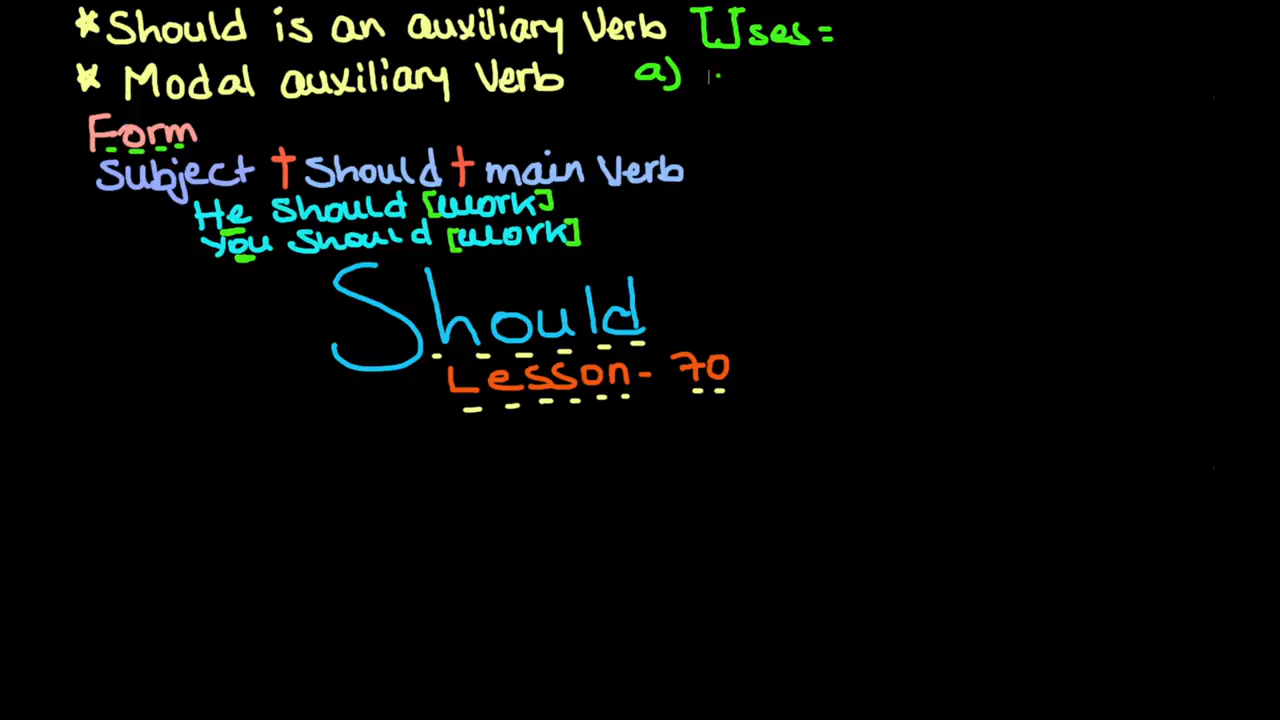 *Should is an auxiliary Verb
* Modal auxiliary Verb
Form
Subject + Should + main Verb
He should [work]
You should [work]
Should
Lesson - 70
Uses =
a)